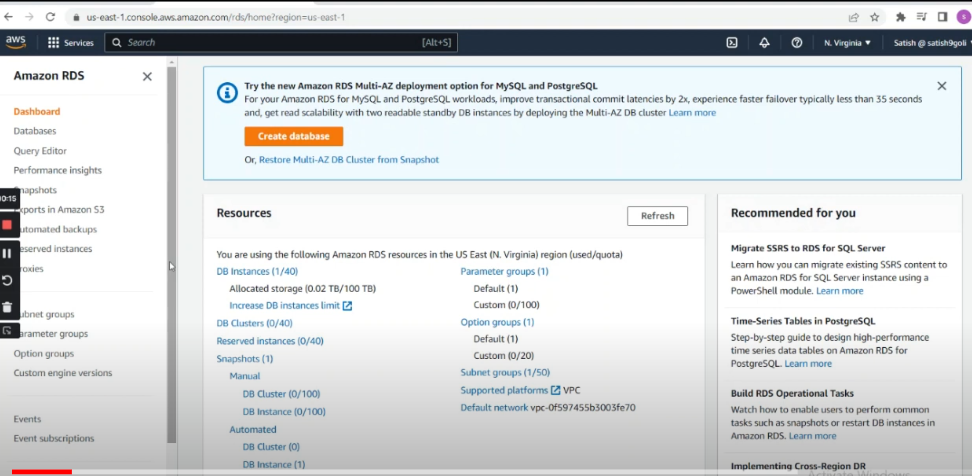 us-east-1.console.aws.amazon.com/rds/home?region=us-east-1
S
aws
Services
Search
[Alt+S]
N. Virginia
Satish @ satish9goli
Amazon RDS
Dashboard
Databases
Query Editor
Performance insights
napshots
xports in Amazon S3
utomated backups
eserved instances
roxies
ubnet groups
arameter groups
Option groups
Custom engine versions
Events
Event subscriptions
0:15
Try the new Amazon RDS Multi-AZ deployment option for MySQL and PostgreSQL
For your Amazon RDS for MySQL and PostgreSQL workloads, improve transactional commit latencies by 2x, experience faster failover typically less than 35 seconds
and, get read scalability with two readable standby DB instances by deploying the Multi-AZ DB cluster Learn more
Create database
Or, Restore Multi-AZ DB Cluster from Snapshot
Resources
Refresh
You are using the following Amazon RDS resources in the US East (N. Virginia) region (used/quota)
DB Instances (1/40)
Allocated storage (0.02 TB/100 TB)
Increase DB instances limit
DB Clusters (0/40)
Reserved instances (0/40)
Snapshots (1)
Manual
DB Cluster (0/100)
DB Instance (0/100)
Automated
DB Cluster (0)
DB Instance (1)
Parameter groups (1)
Default (1)
Custom (0/100)
Option groups (1)
Default (1)
Custom (0/20)
Subnet groups (1/50)
Supported platforms VPC
Default network vpc-0f597455b3003fe70
Recommended for you
Migrate SSRS to RDS for SQL Server
Learn how you can migrate existing SSRS content to
an Amazon RDS for SQL Server instance using a
PowerShell module. Learn more
Time-Series Tables in PostgreSQL
Step-by-step guide to design high-performance
time series data tables on Amazon RDS for
PostgreSQL. Learn more
Build RDS Operational Tasks
Watch how to enable users to perform common
tasks such as snapshots or restart DB instances in
Amazon RDS. Learn more
Implementing Cross-Region DR
Activate Windows